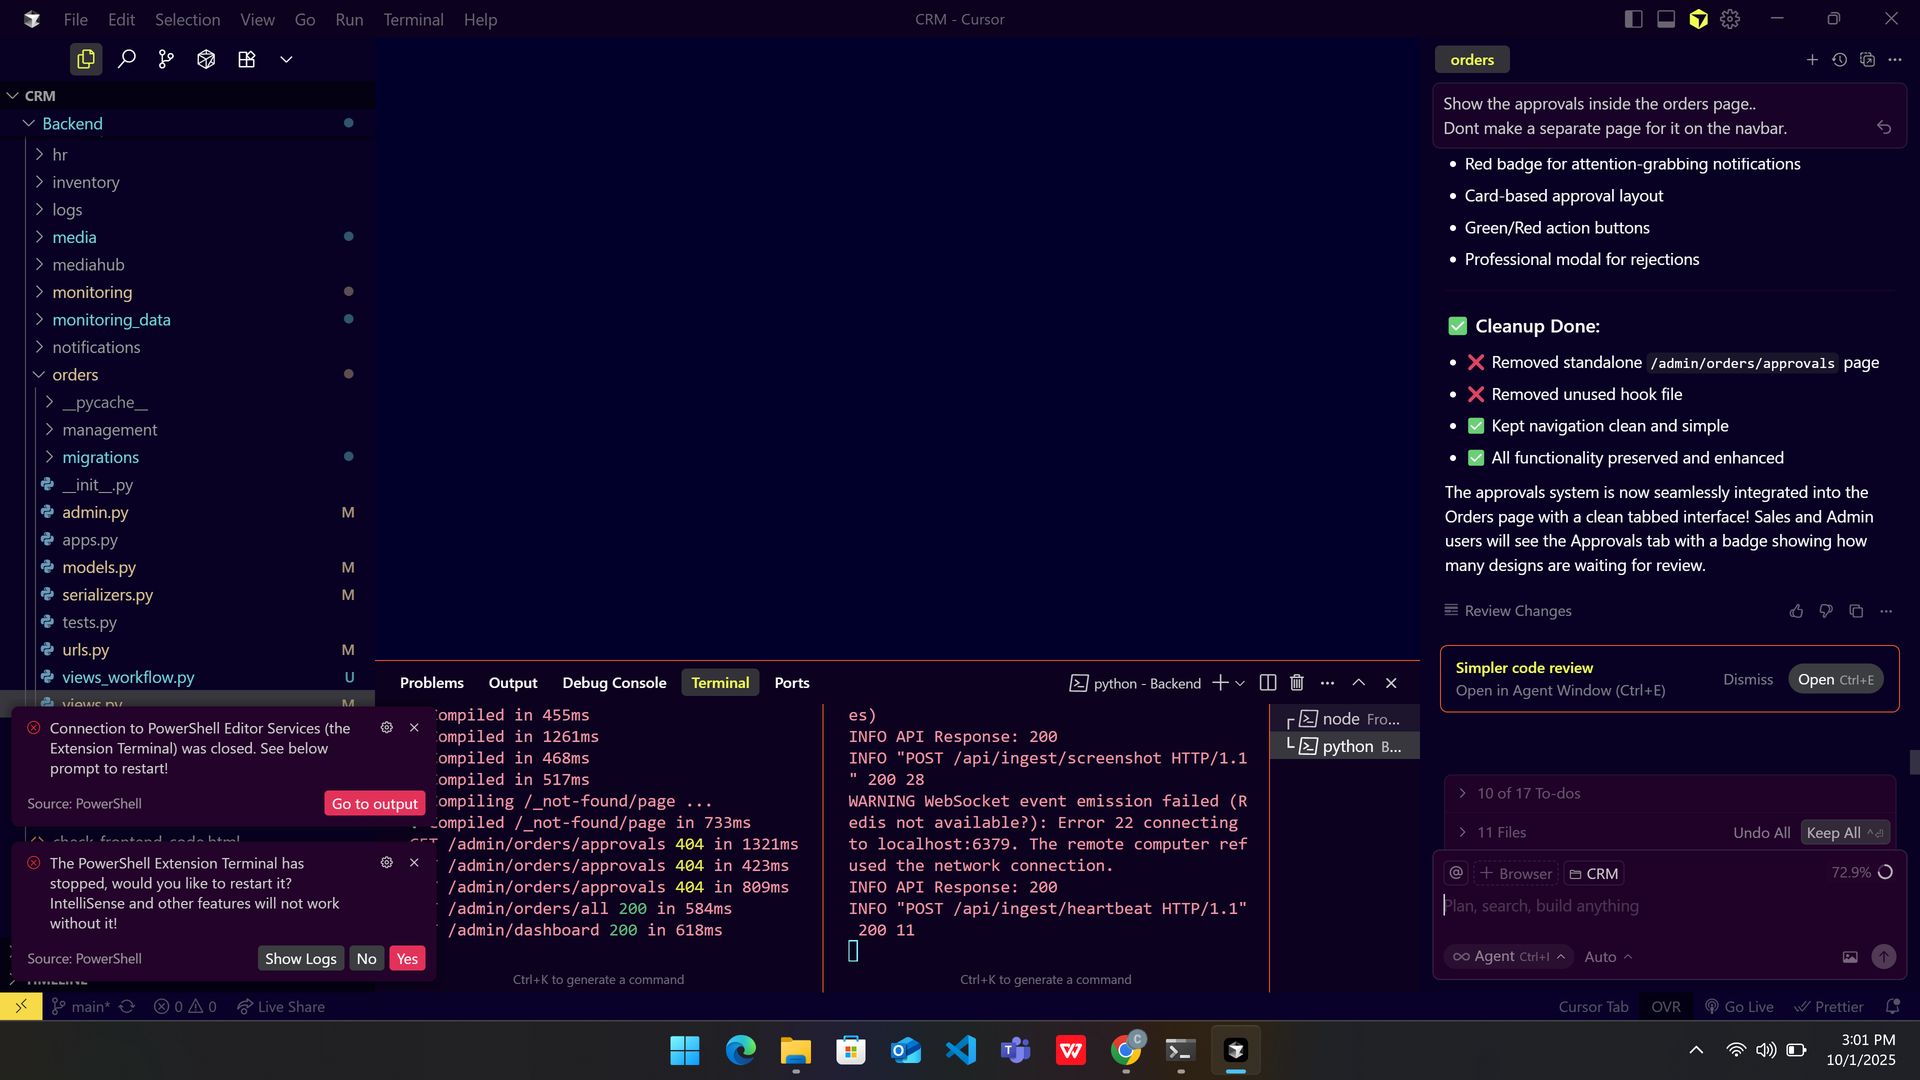 File Edit Selection View Go Run Terminal Help
CRM - Cursor
CRM
Backend
hr
inventory
logs
media
mediahub
monitoring
monitoring_data
notifications
orders
__pycache__
management
migrations
__init__.py
admin.py M
apps.py
models.py M
serializers.py M
tests.py
urls.py M
views_workflow.py U
views.py
Connection to PowerShell Editor Services (the
Extension Terminal) was closed. See below
prompt to restart!
Source: PowerShell
Go to output
check_frontend_code.html
The PowerShell Extension Terminal has
stopped, would you like to restart it?
IntelliSense and other features will not work
without it!
Source: PowerShell
Show Logs No Yes
TIMELINE
Problems Output Debug Console Terminal Ports
python - Backend
ompiled in 455ms
ompiled in 1261ms
ompiled in 468ms
ompiled in 517ms
ompiling /_not-found/page ...
ompiled /_not-found/page in 733ms
/admin/orders/approvals 404 in 1321ms
/admin/orders/approvals 404 in 423ms
/admin/orders/approvals 404 in 809ms
/admin/orders/all 200 in 584ms
/admin/dashboard 200 in 618ms
Ctrl+K to generate a command
es)
INFO API Response: 200
INFO "POST /api/ingest/screenshot HTTP/1.1
" 200 28
WARNING WebSocket event emission failed (R
edis not available?): Error 22 connecting
to localhost:6379. The remote computer ref
used the network connection.
INFO API Response: 200
INFO "POST /api/ingest/heartbeat HTTP/1.1"
200 11
Ctrl+K to generate a command
node Fro...
python B...
orders
Show the approvals inside the orders page..
Dont make a separate page for it on the navbar.
• Red badge for attention-grabbing notifications
• Card-based approval layout
• Green/Red action buttons
• Professional modal for rejections
✅ Cleanup Done:
• ❌ Removed standalone /admin/orders/approvals page
• ❌ Removed unused hook file
• ✅ Kept navigation clean and simple
• ✅ All functionality preserved and enhanced
The approvals system is now seamlessly integrated into the
Orders page with a clean tabbed interface! Sales and Admin
users will see the Approvals tab with a badge showing how
many designs are waiting for review.
Review Changes
Simpler code review
Open in Agent Window (Ctrl+E)
Dismiss Open Ctrl+E
10 of 17 To-dos
11 Files Undo All Keep All
@ + Browser CRM 72.9%
Plan, search, build anything
Agent Ctrl+I Auto
main* 0 0 Live Share
Cursor Tab OVR Go Live Prettier
3:01 PM
10/1/2025